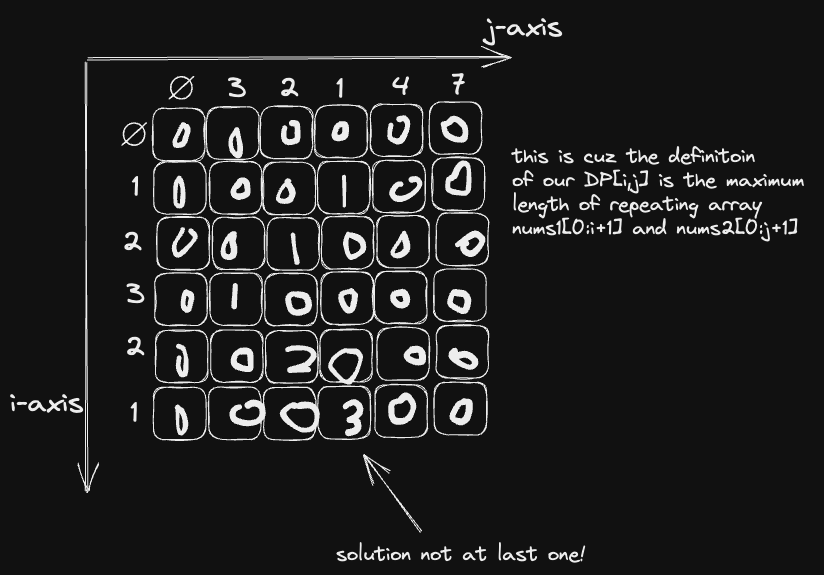 j-axis
∅ 3 2 1 4 7
∅ 0 0 0 0 0 0
1 0 0 0 1 0 0
2 0 0 1 0 0 0
3 0 1 0 0 0 0
2 0 0 2 0 0 0
1 0 0 0 3 0 0
i-axis
this is cuz the definitoin
of our DP[i,j] is the maximum
length of repeating array
nums1[0:i+1] and nums2[0:j+1]
solution not at last one!